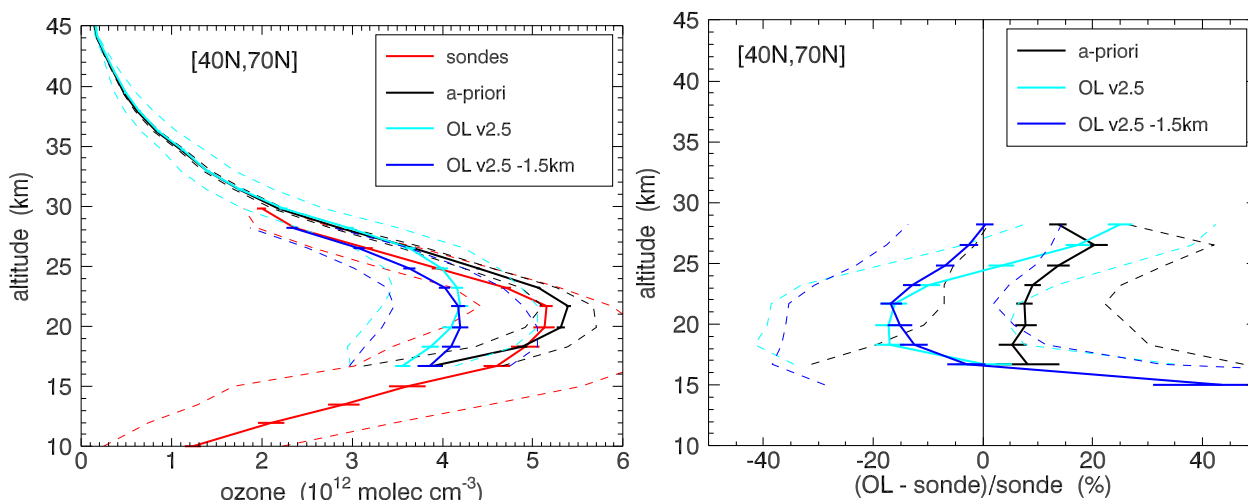 [40N,70N]
sondes
a-priori
OL v2.5
OL v2.5 -1.5km
altitude (km)
45
40
35
30
25
20
15
10
0 1 2 3 4 5 6
ozone (10¹² molec cm⁻³)
[40N,70N]
a-priori
OL v2.5
OL v2.5 -1.5km
altitude (km)
45
40
35
30
25
20
15
10
-40 -20 0 20 40
(OL - sonde)/sonde (%)